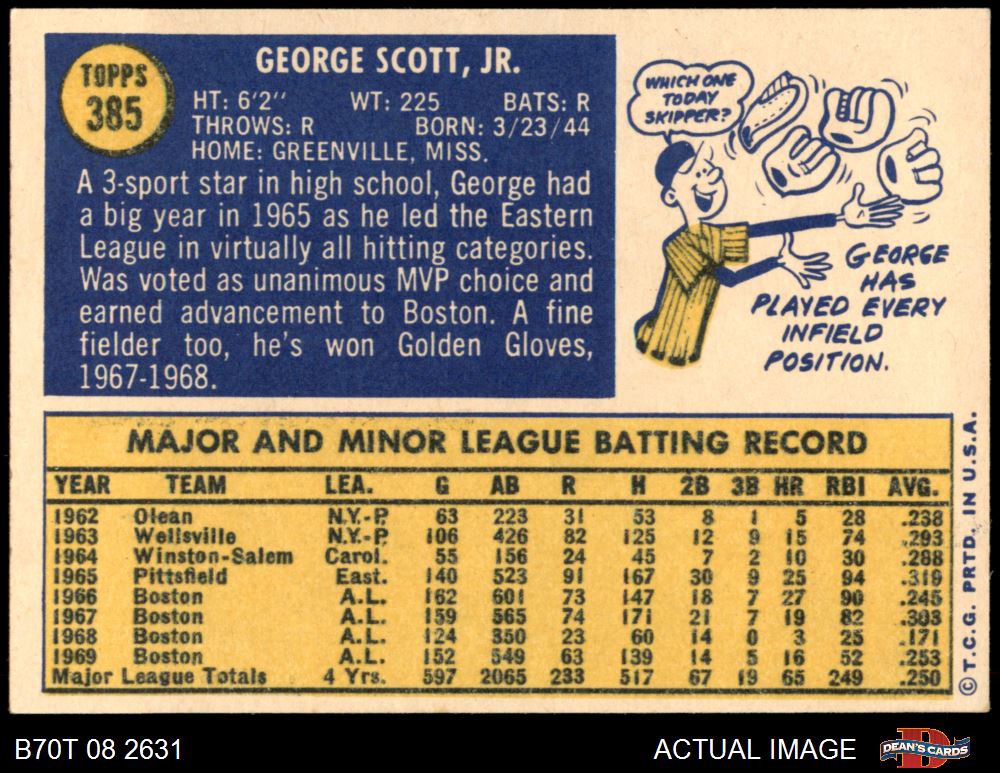 TOPPS
385
GEORGE SCOTT, JR.
HT: 6'2" WT: 225 BATS: R
THROWS: R BORN: 3/23/44
HOME: GREENVILLE, MISS.
A 3-sport star in high school, George had
a big year in 1965 as he led the Eastern
League in virtually all hitting categories.
Was voted as unanimous MVP choice and
earned advancement to Boston. A fine
fielder too, he's won Golden Gloves,
1967-1968.
WHICH ONE
TODAY
SKIPPER?
GEORGE
HAS
PLAYED EVERY
INFIELD
POSITION.
MAJOR AND MINOR LEAGUE BATTING RECORD
YEAR TEAM LEA. G AB R H 2B 3B HR RBI AVG.
1962 Olean N.Y.-P. 63 223 31 53 8 1 5 28 .238
1963 Wellsville N.Y.-P. 106 426 82 125 12 9 15 74 .293
1964 Winston-Salem Carol. 55 156 24 45 7 2 10 30 .288
1965 Pittsfield East. 140 523 91 167 30 9 25 94 .319
1966 Boston A.L. 162 601 73 147 18 7 27 90 .245
1967 Boston A.L. 159 565 74 171 21 7 19 82 .303
1968 Boston A.L. 124 350 23 60 14 0 3 25 .171
1969 Boston A.L. 152 549 63 139 14 5 16 52 .253
Major League Totals 4 Yrs. 597 2065 233 517 67 19 65 249 .250
© T.C.G. PRTD. IN U.S.A.
B70T 08 2631
ACTUAL IMAGE
D
DEAN'S CARDS